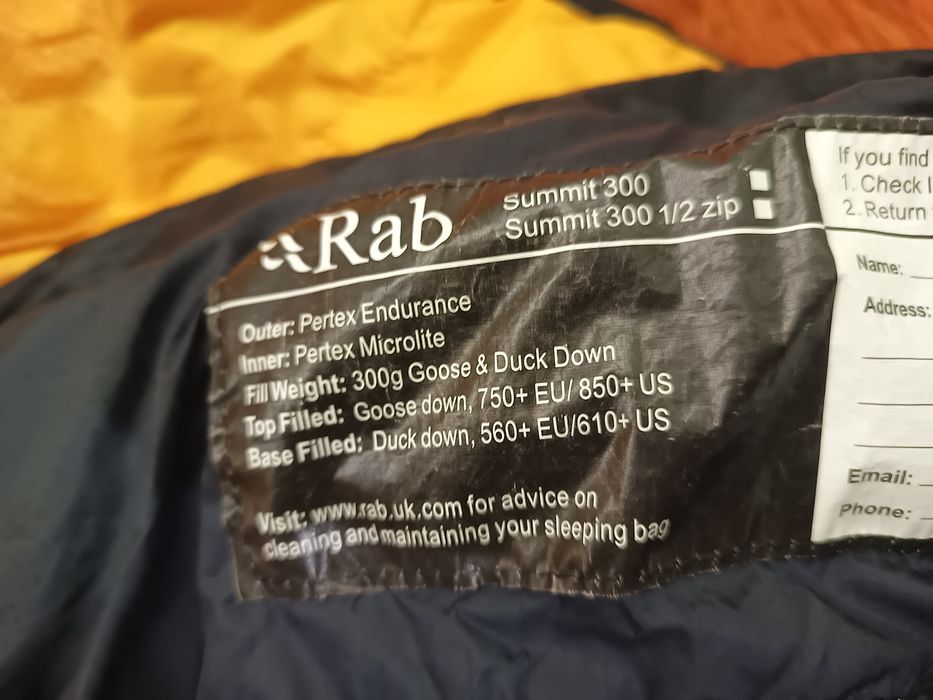 Rab
Summit 300
Summit 300 1/2 zip
Outer: Pertex Endurance
Inner: Pertex Microlite
Fill Weight: 300g Goose & Duck Down
Top Filled: Goose down, 750+ EU/ 850+ US
Base Filled: Duck down, 560+ EU/610+ US
Visit: www.rab.uk.com for advice on
cleaning and maintaining your sleeping bag
If you find
1. Check
2. Return
Name:
Address:
Email:
Phone: